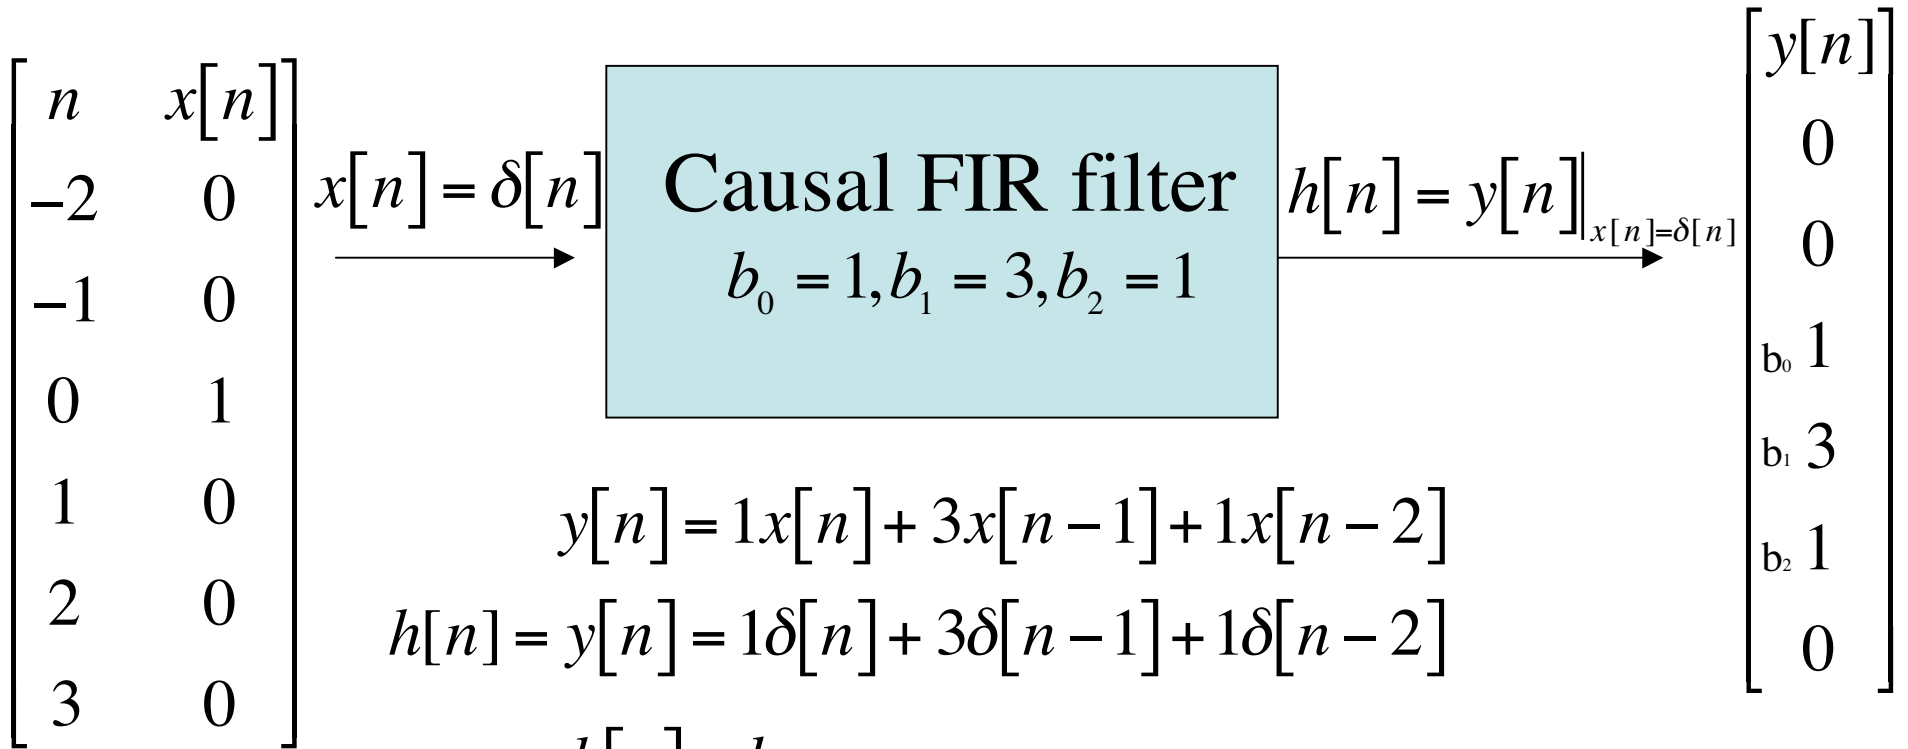 n x[n]
−2 0
−1 0
0 1
1 0
2 0
3 0
x[n] = δ[n]
Causal FIR filter
b₀ = 1, b₁ = 3, b₂ = 1
h[n] = y[n]|x[n]=δ[n]
y[n] = 1x[n] + 3x[n − 1] + 1x[n − 2]
h[n] = y[n] = 1δ[n] + 3δ[n − 1] + 1δ[n − 2]
y[n]
0
0
b₀ 1
b₁ 3
b₂ 1
0